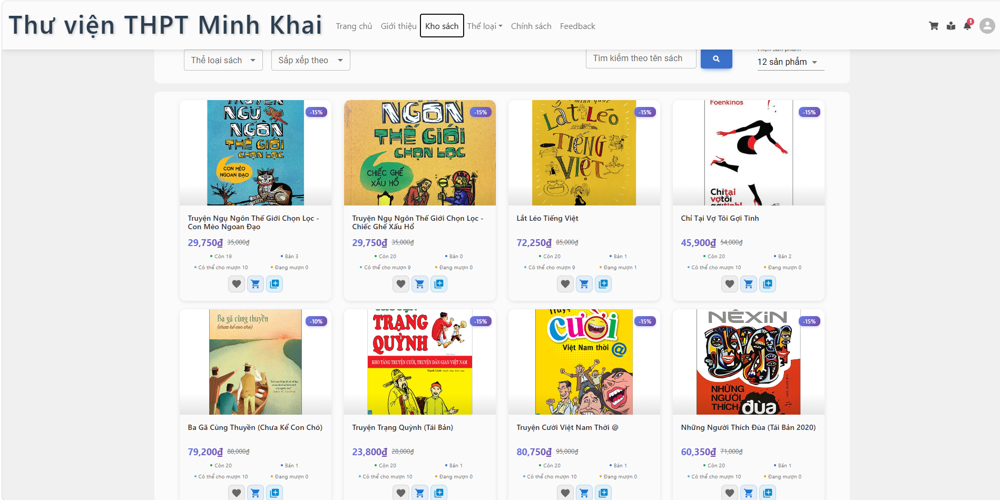 Thư viện THPT Minh Khai
Trang chủ Giới thiệu Kho sách Thể loại Chính sách Feedback
1
Thể loại sách Sắp xếp theo Tìm kiếm theo tên sách
Hiện sản phẩm
12 sản phẩm
TRUYỆN
NGỤ
NGÔN
THẾ GIỚI
CHỌN LỌC
CON MÈO
NGOAN ĐẠO
-15%
NGÔN
THẾ GIỚI
CHỌN LỌC
CHIẾC GHẾ
XẤU HỔ
-15%
Lắt Léo
TIẾNG
VIỆT
-15%
Foenkinos
Chỉ tại
vợ tôi
gợi tình!
-15%
Truyện Ngụ Ngôn Thế Giới Chọn Lọc -
Con Mèo Ngoan Đạo
29,750₫ 35,000₫
Còn 19 Bán 3
Có thể cho mượn 10 Đang mượn 0
Truyện Ngụ Ngôn Thế Giới Chọn Lọc -
Chiếc Ghế Xấu Hổ
29,750₫ 35,000₫
Còn 20 Bán 0
Có thể cho mượn 9 Đang mượn 0
Lắt Léo Tiếng Việt
72,250₫ 85,000₫
Còn 20 Bán 1
Có thể cho mượn 9 Đang mượn 1
Chỉ Tại Vợ Tôi Gợi Tình
45,900₫ 54,000₫
Còn 20 Bán 2
Có thể cho mượn 10 Đang mượn 0
Ba gã cùng thuyền
(chưa kể con chó)
-10%
TRẠNG
QUỲNH
KHO TÀNG TRUYỆN CƯỜI, TRUYỆN DÂN GIAN VIỆT NAM
-15%
Truyện
cười
Việt Nam thời @
-15%
NÊXIN
NHỮNG
NGƯỜI
THÍCH đùa
-15%
Ba Gã Cùng Thuyền (Chưa Kể Con Chó)
79,200₫ 88,000₫
Còn 20 Bán 1
Có thể cho mượn 10 Đang mượn 0
Truyện Trạng Quỳnh (Tái Bản)
23,800₫ 28,000₫
Còn 20 Bán 1
Có thể cho mượn 10 Đang mượn 0
Truyện Cười Việt Nam Thời @
80,750₫ 95,000₫
Còn 20 Bán 1
Có thể cho mượn 10 Đang mượn 0
Những Người Thích Đùa (Tái Bản 2020)
60,350₫ 71,000₫
Còn 20 Bán 1
Có thể cho mượn 10 Đang mượn 0